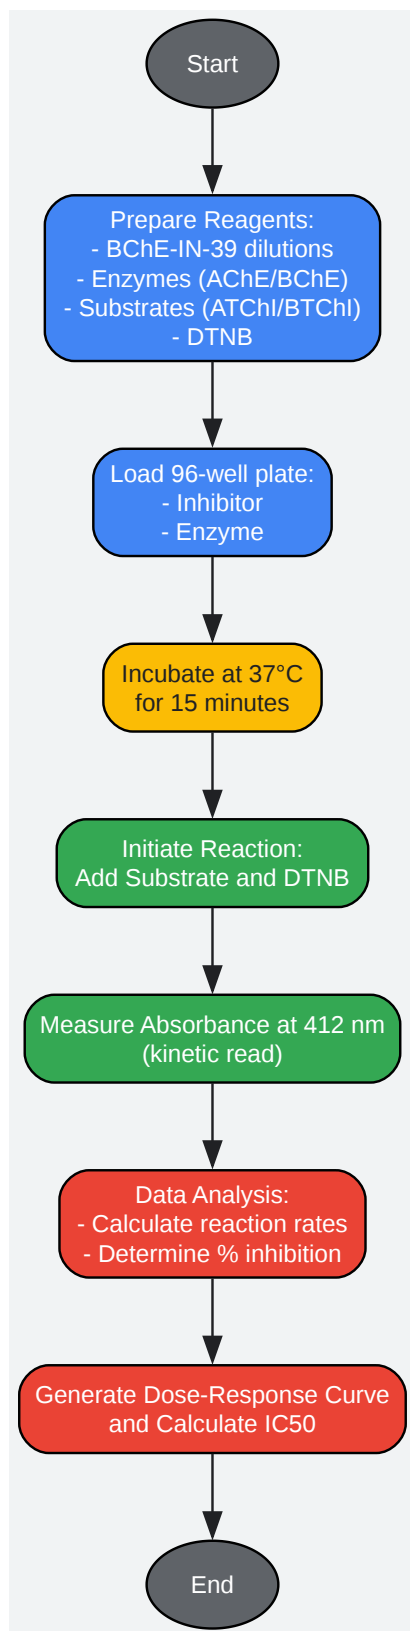 Start
Prepare Reagents:
- BChE-IN-39 dilutions
- Enzymes (AChE/BChE)
- Substrates (ATChI/BTChI)
- DTNB
Load 96-well plate:
- Inhibitor
- Enzyme
Incubate at 37°C
for 15 minutes
Initiate Reaction:
Add Substrate and DTNB
Measure Absorbance at 412 nm
(kinetic read)
Data Analysis:
- Calculate reaction rates
- Determine % inhibition
Generate Dose-Response Curve
and Calculate IC50
End